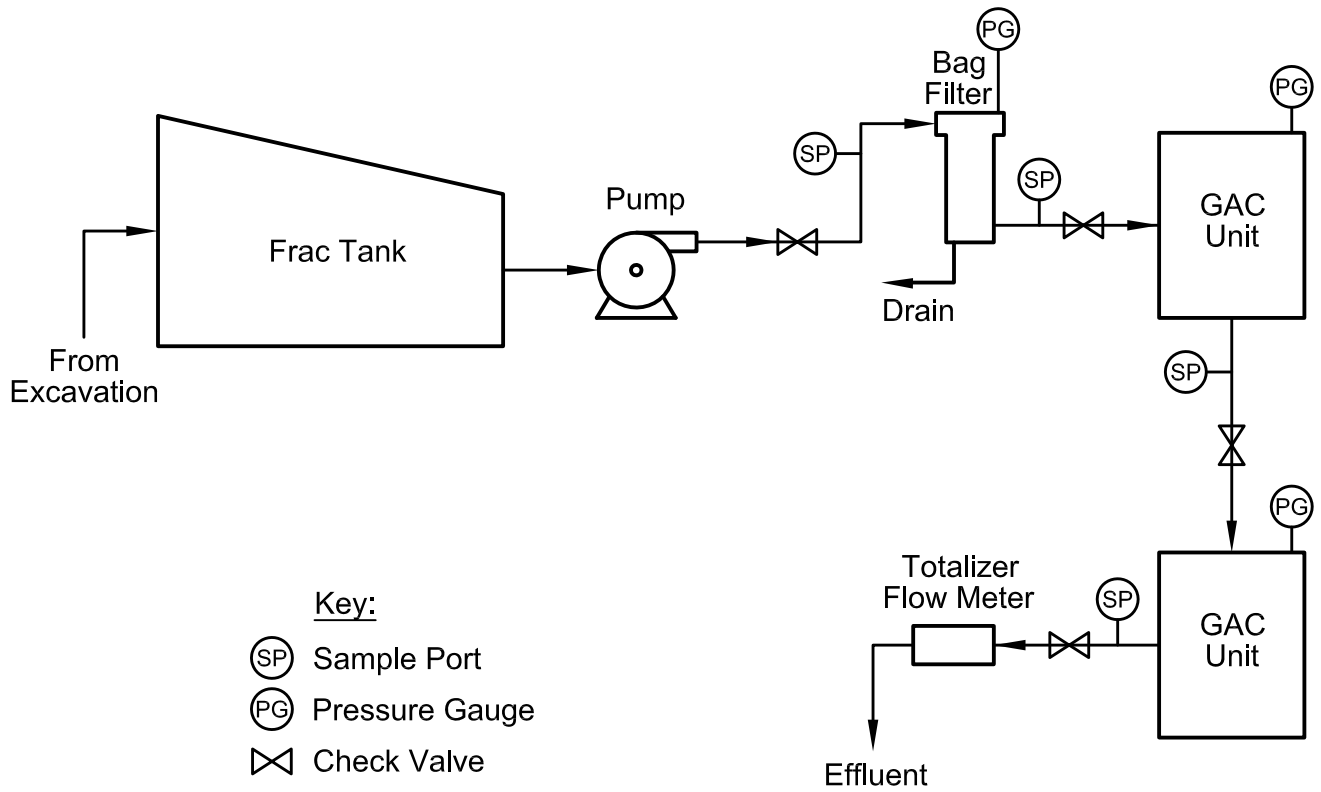 PG
Bag
Filter
PG
SP
SP
Pump
GAC
Unit
Frac Tank
Drain
From
Excavation
SP
PG
Totalizer
Flow Meter
SP
GAC
Unit
Key:
SP Sample Port
PG Pressure Gauge
Check Valve
Effluent